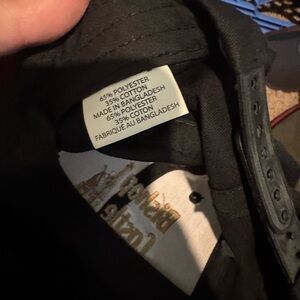 65% POLYESTER
35% COTTON
MADE IN BANGLADESH
65% POLYESTER
35% COTON
FABRIQUÉ AU BANGLADESH